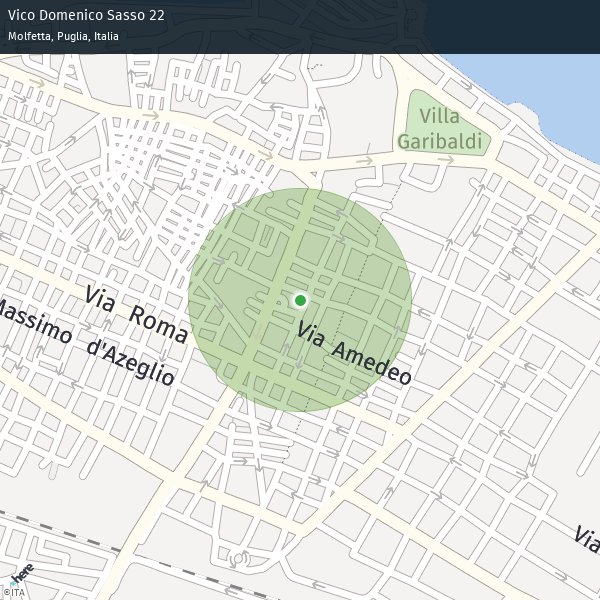 Vico Domenico Sasso 22
Molfetta, Puglia, Italia
Villa
Garibaldi
Via Roma
Massimo d'Azeglio
Via Amedeo
Via
here
©ITA